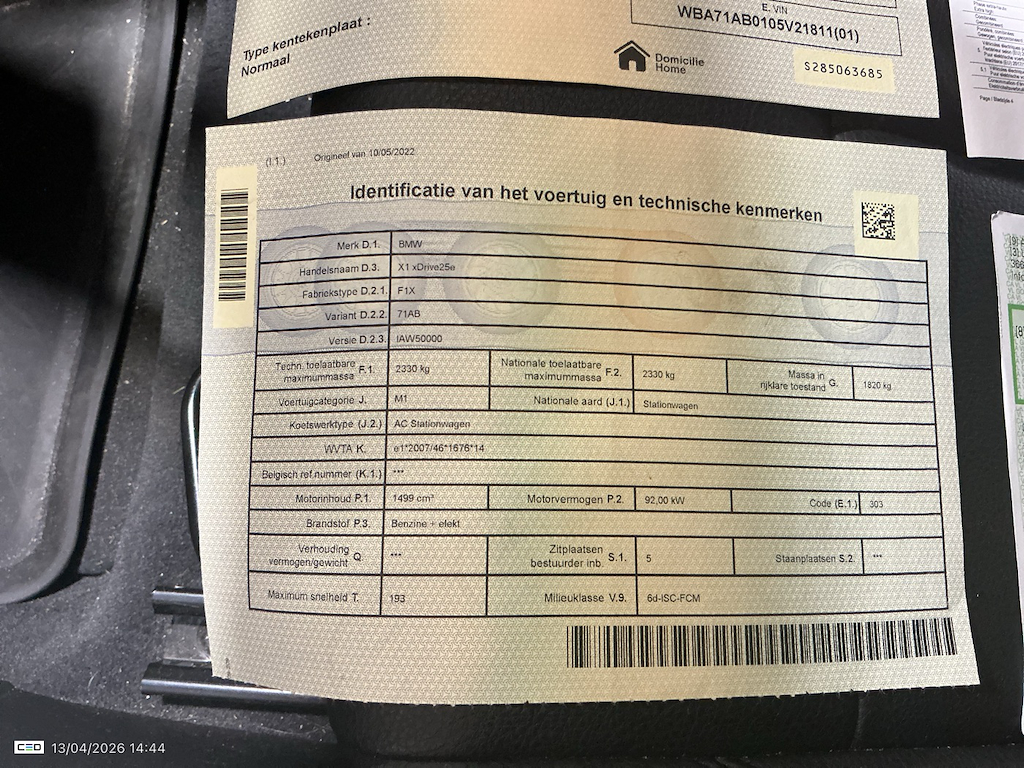 E. VIN
WBA71AB0105V21811(01)
Type kentekenplaat :
Normaal
Domicilie
Home
S285063685
(I.1.) Origineel van 10/05/2022
Identificatie van het voertuig en technische kenmerken
Merk D.1. BMW
Handelsnaam D.3. X1 xDrive25e
Fabriekstype D.2.1. F1X
Variant D.2.2. 71AB
Versie D.2.3. IAW50000
Techn. toelaatbare maximummassa F.1. 2330 kg Nationale toelaatbare maximummassa F.2. 2330 kg Massa in rijklare toestand G. 1820 kg
Voertuigcategorie J. M1 Nationale aard (J.1.) Stationwagen
Koetswerktype (J.2.) AC Stationwagen
WVTA K. e1*2007/46*1676*14
Belgisch ref.nummer (K.1.) ***
Motorinhoud P.1. 1499 cm³ Motorvermogen P.2. 92,00 kW Code (E.1.) 303
Brandstof P.3. Benzine + elekt
Verhouding vermogen/gewicht Q. *** Zitplaatsen bestuurder inb. S.1. 5 Staanplaatsen S.2. ***
Maximum snelheid T. 193 Milieuklasse V.9. 6d-ISC-FCM
CEO 13/04/2026 14:44